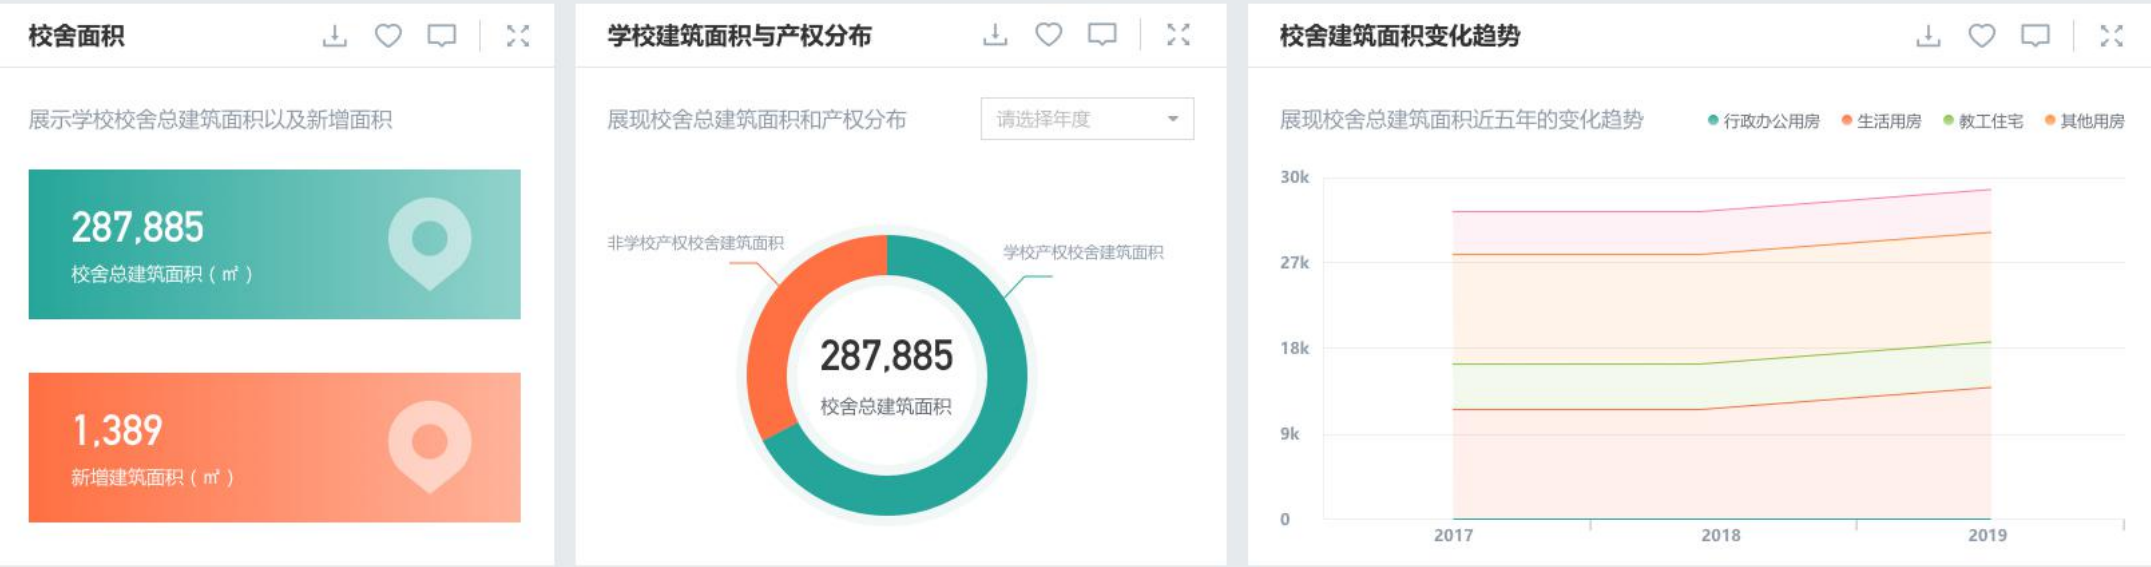 校舍面积
展示学校校舍总建筑面积以及新增面积
287,885
校舍总建筑面积（㎡）
1,389
新增建筑面积（㎡）
学校建筑面积与产权分布
展现校舍总建筑面积和产权分布
请选择年度
非学校产权校舍建筑面积
学校产权校舍建筑面积
287,885
校舍总建筑面积
校舍建筑面积变化趋势
展现校舍总建筑面积近五年的变化趋势
行政办公用房 生活用房 教工住宅 其他用房
30k
27k
18k
9k
0
2017 2018 2019